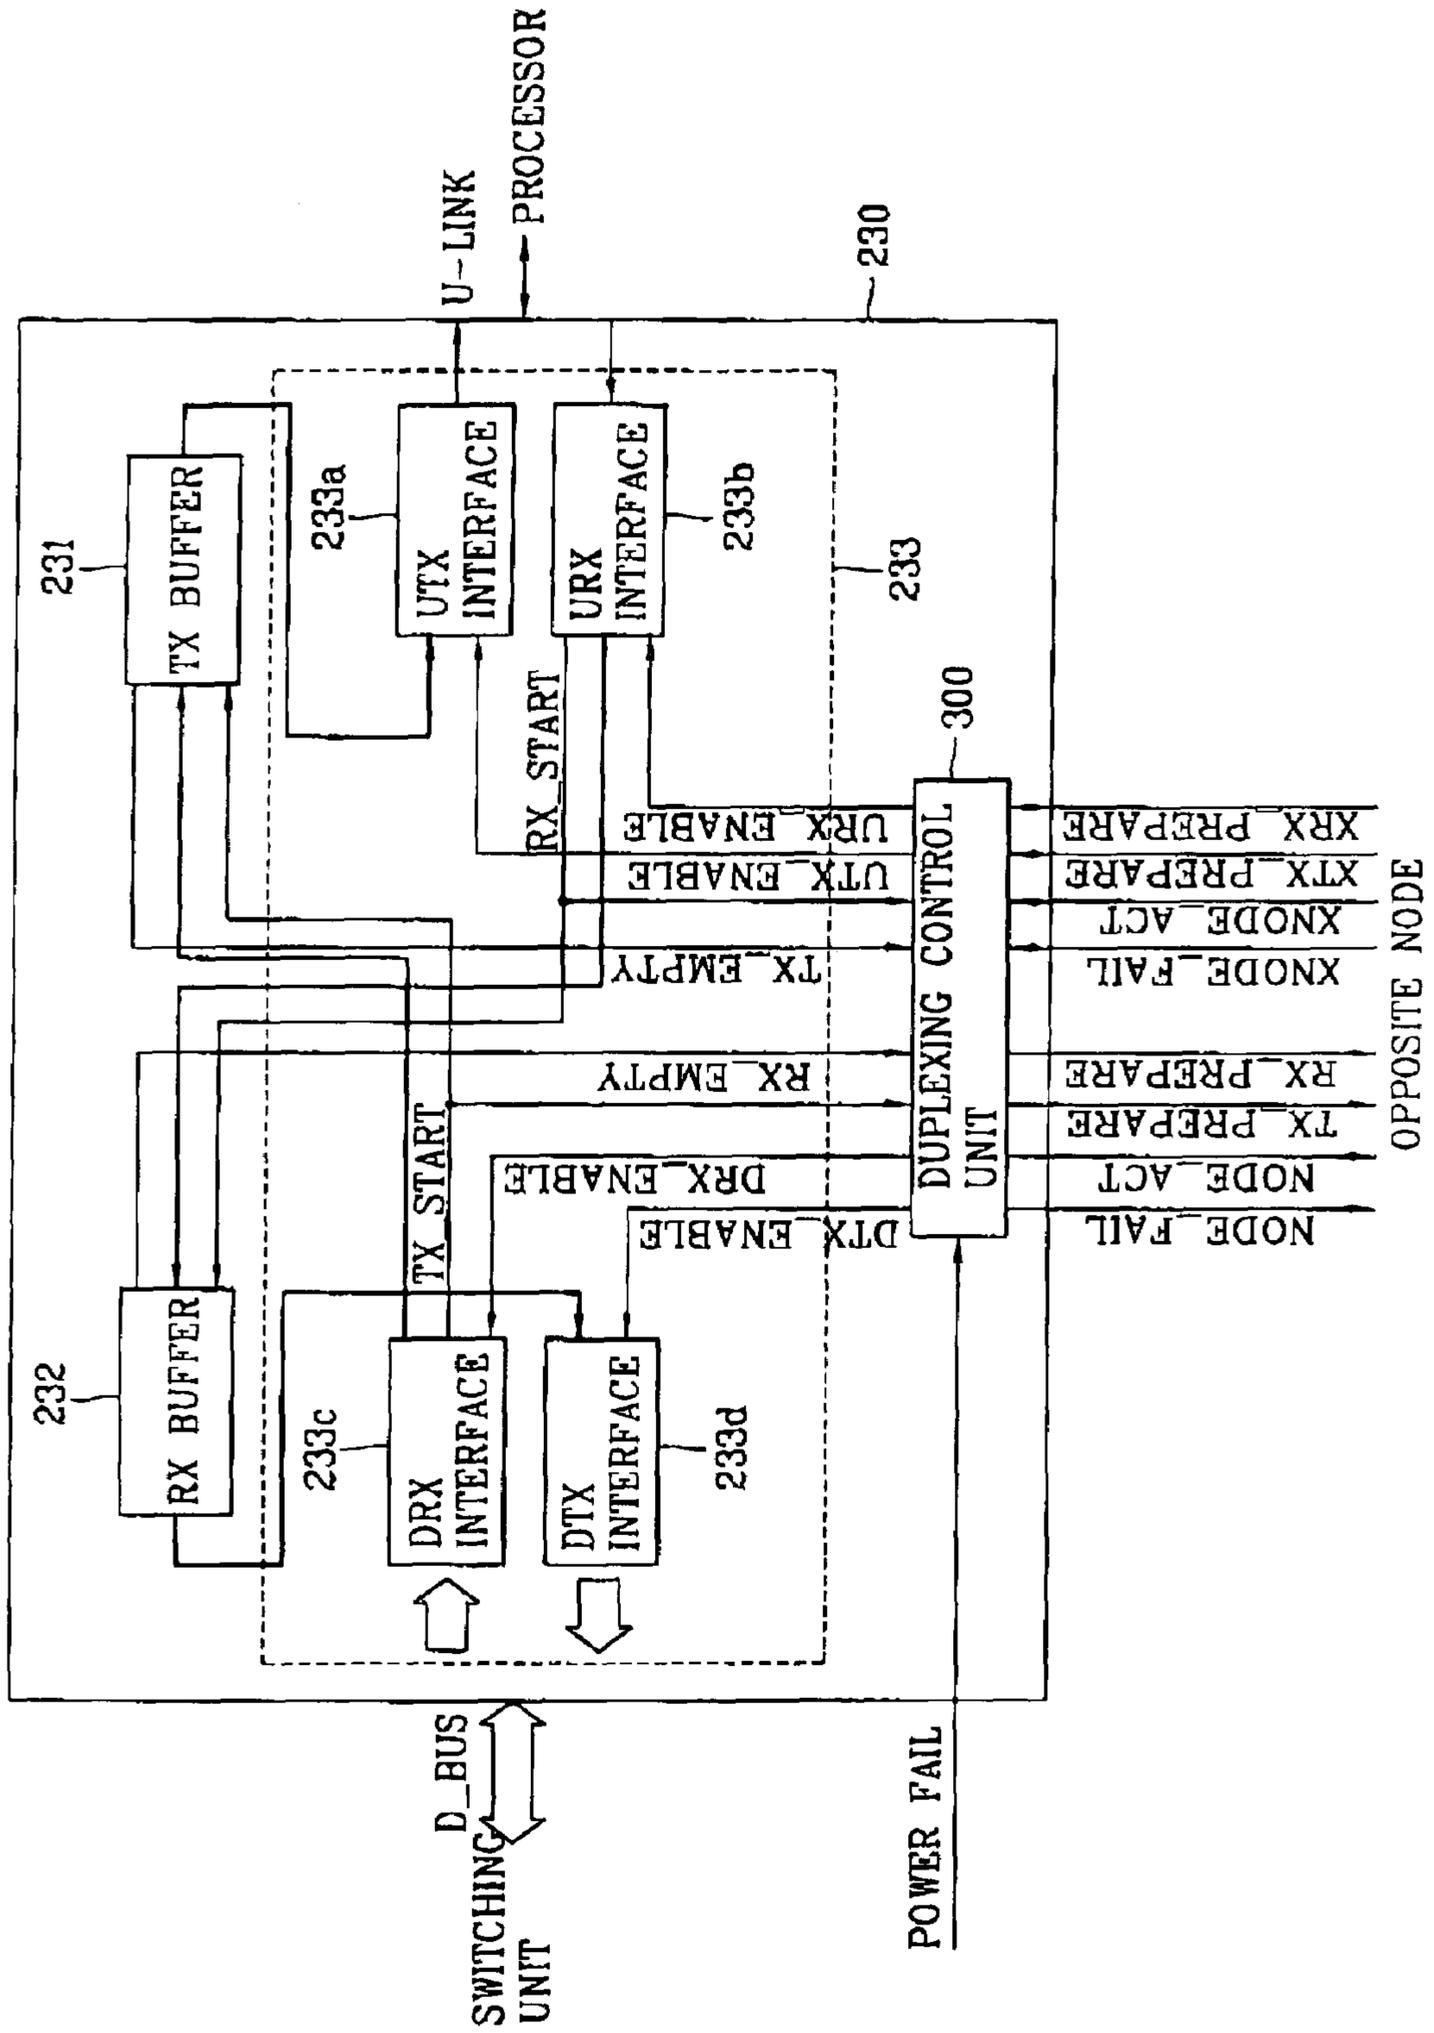 231
TX BUFFER
232
RX BUFFER
233a
UTX
INTERFACE
U-LINK
PROCESSOR
233b
URX
INTERFACE
230
233
RX_START
TX_START
233c
DRX
INTERFACE
233d
DTX
INTERFACE
D_BUS
SWITCHING
UNIT
DTX_ENABLE
DRX_ENABLE
RX_EMPTY
TX_EMPTY
UTX_ENABLE
URX_ENABLE
300
DUPLEXING CONTROL
UNIT
POWER FAIL
NODE_FAIL
NODE_ACT
TX_PREPARE
RX_PREPARE
XNODE_FAIL
XNODE_ACT
XTX_PREPARE
XRX_PREPARE
OPPOSITE NODE